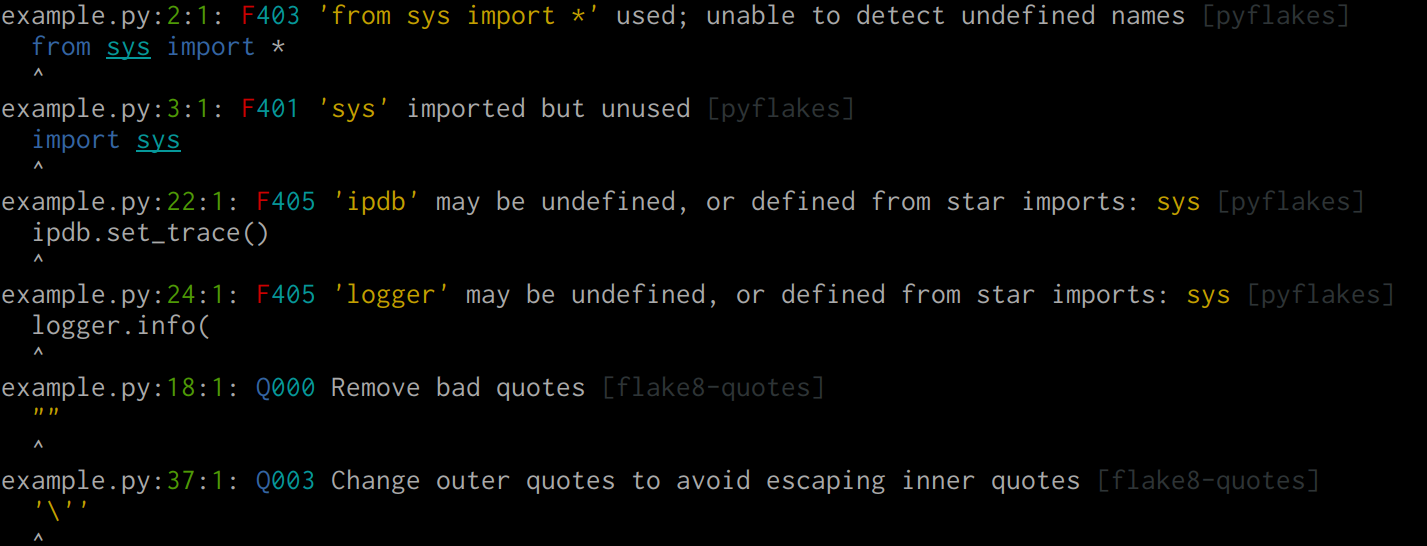 example.py:2:1: F403 'from sys import *' used; unable to detect undefined names [pyflakes]
  from sys import *
  ^
example.py:3:1: F401 'sys' imported but unused [pyflakes]
  import sys
  ^
example.py:22:1: F405 'ipdb' may be undefined, or defined from star imports: sys [pyflakes]
  ipdb.set_trace()
  ^
example.py:24:1: F405 'logger' may be undefined, or defined from star imports: sys [pyflakes]
  logger.info(
  ^
example.py:18:1: Q000 Remove bad quotes [flake8-quotes]
  ""
  ^
example.py:37:1: Q003 Change outer quotes to avoid escaping inner quotes [flake8-quotes]
  '\''
  ^